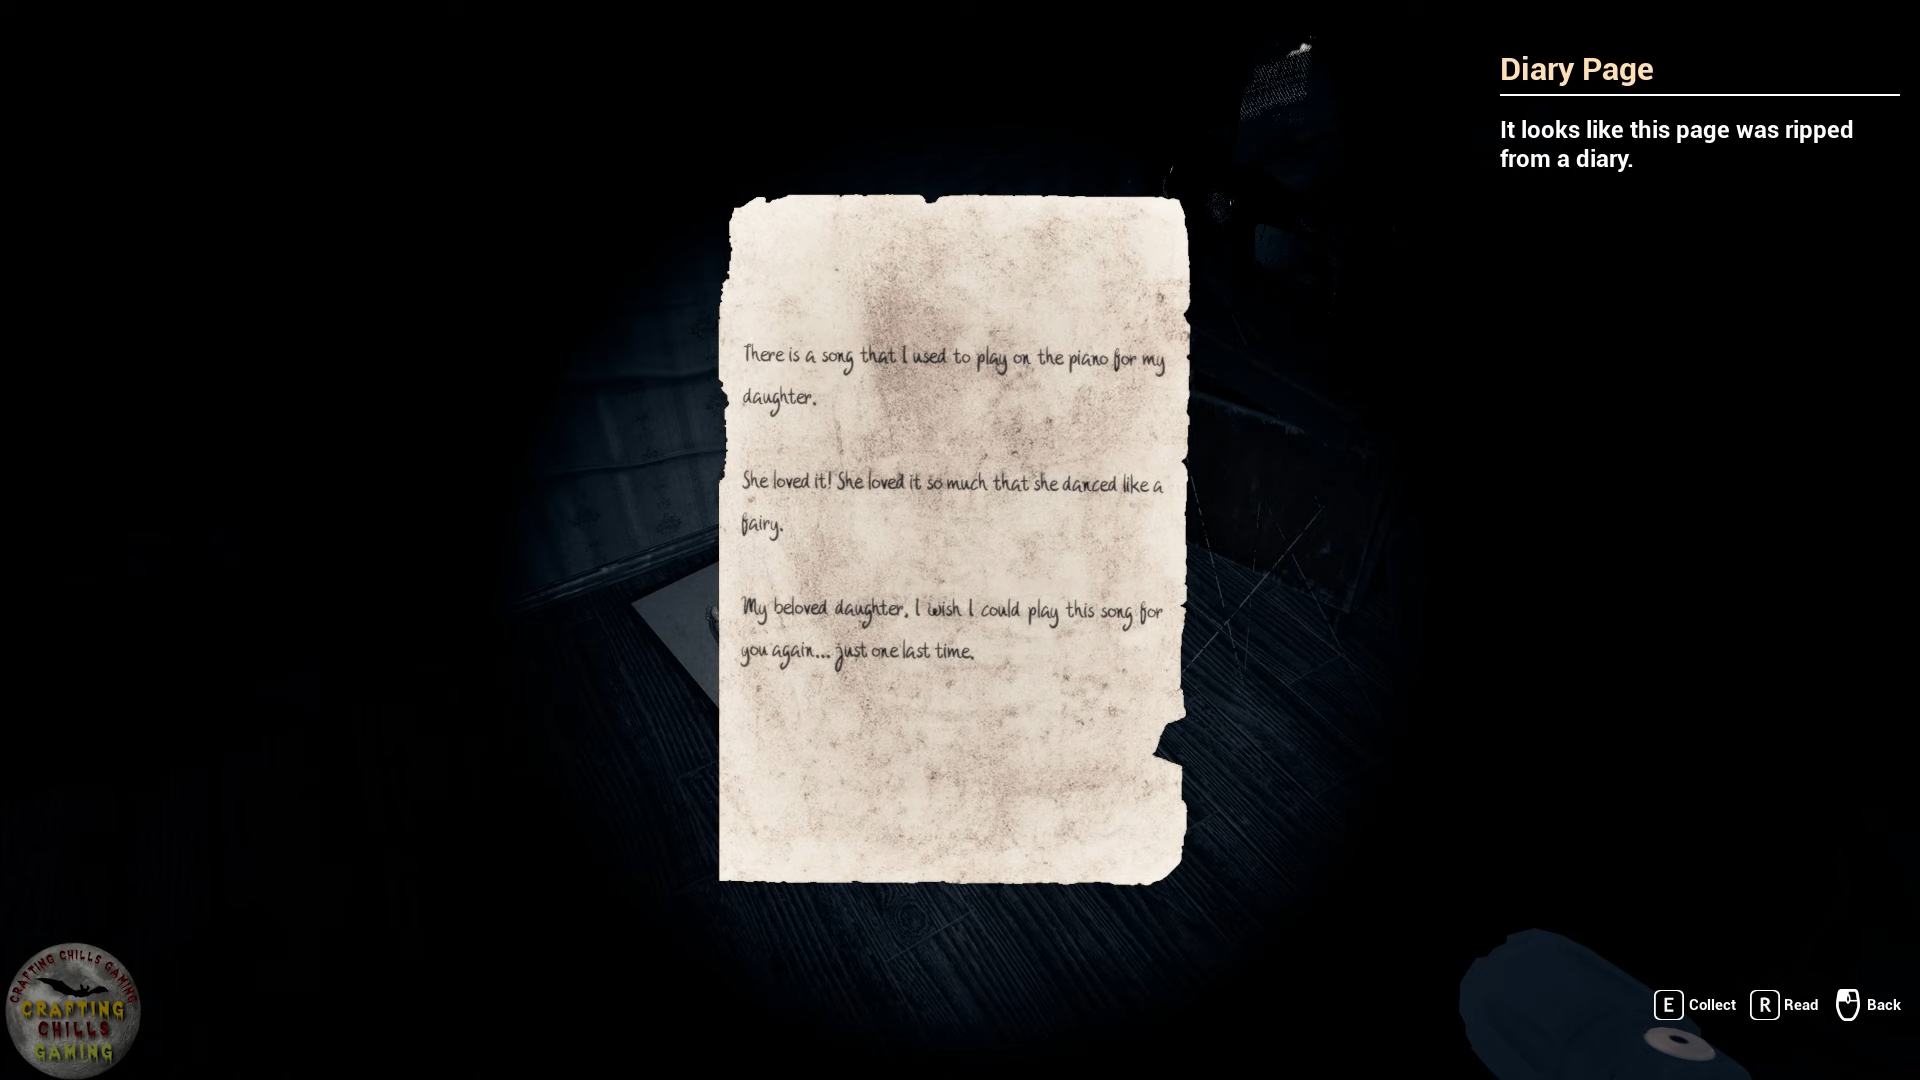 Diary Page
It looks like this page was ripped
from a diary.
There is a song that I used to play on the piano for my
daughter.
She loved it! She loved it so much that she danced like a
fairy.
My beloved daughter, I wish I could play this song for
you again... just one last time.
CRAFTING CHILLS GAMING
CRAFTING
CHILLS
GAMING
E Collect R Read Back